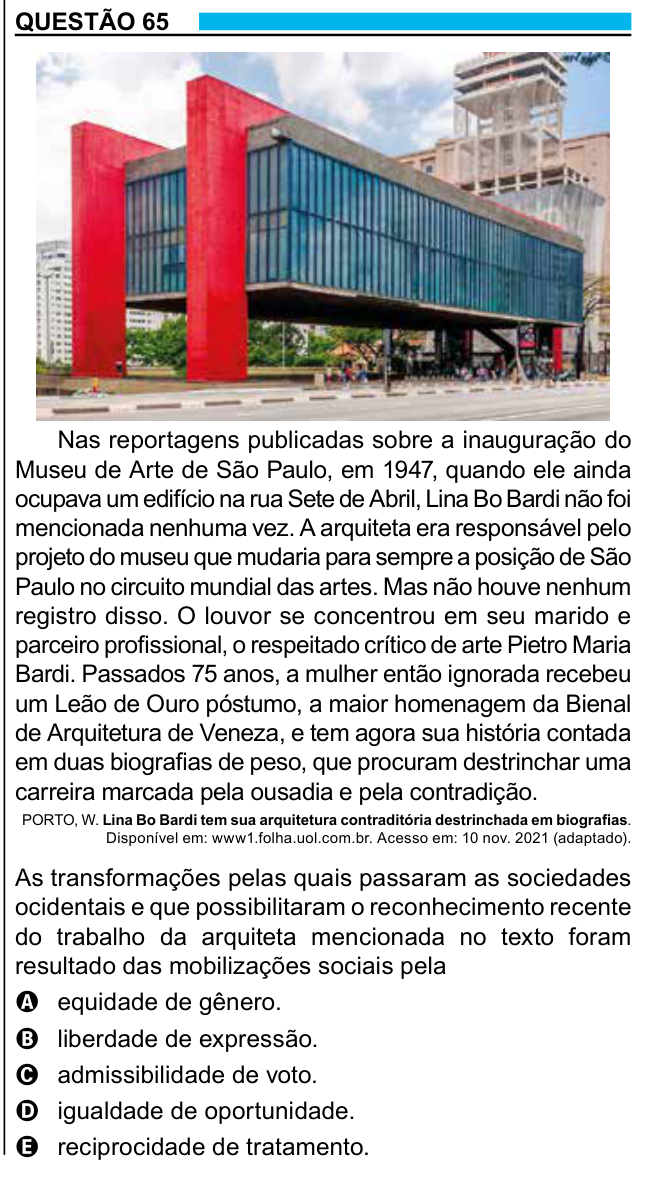 QUESTÃO 65
Nas reportagens publicadas sobre a inauguração do
Museu de Arte de São Paulo, em 1947, quando ele ainda
ocupava um edifício na rua Sete de Abril, Lina Bo Bardi não foi
mencionada nenhuma vez. A arquiteta era responsável pelo
projeto do museu que mudaria para sempre a posição de São
Paulo no circuito mundial das artes. Mas não houve nenhum
registro disso. O louvor se concentrou em seu marido e
parceiro profissional, o respeitado crítico de arte Pietro Maria
Bardi. Passados 75 anos, a mulher então ignorada recebeu
um Leão de Ouro póstumo, a maior homenagem da Bienal
de Arquitetura de Veneza, e tem agora sua história contada
em duas biografias de peso, que procuram destrinchar uma
carreira marcada pela ousadia e pela contradição.
PORTO, W. Lina Bo Bardi tem sua arquitetura contraditória destrinchada em biografias.
Disponível em: www1.folha.uol.com.br. Acesso em: 10 nov. 2021 (adaptado).
As transformações pelas quais passaram as sociedades
ocidentais e que possibilitaram o reconhecimento recente
do trabalho da arquiteta mencionada no texto foram
resultado das mobilizações sociais pela
A equidade de gênero.
B liberdade de expressão.
C admissibilidade de voto.
D igualdade de oportunidade.
E reciprocidade de tratamento.